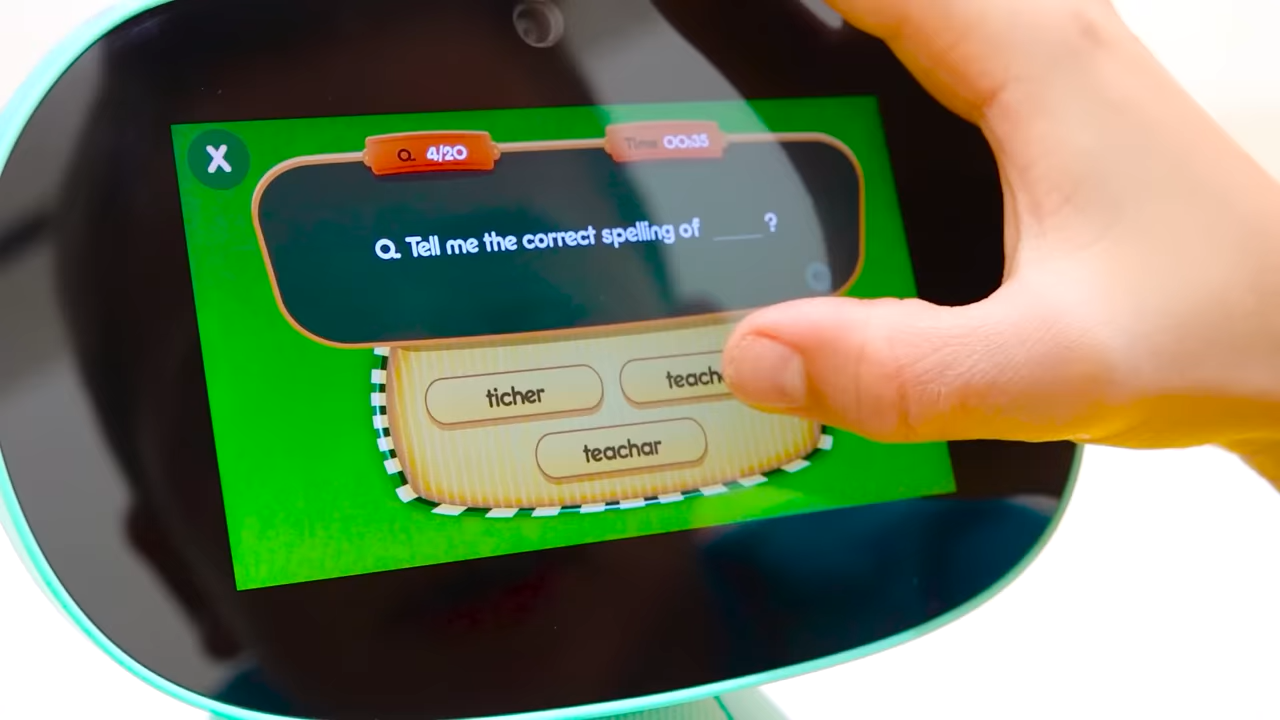 X
Q. 4/20
Time 00:35
Q. Tell me the correct spelling of ____?
ticher
teachar